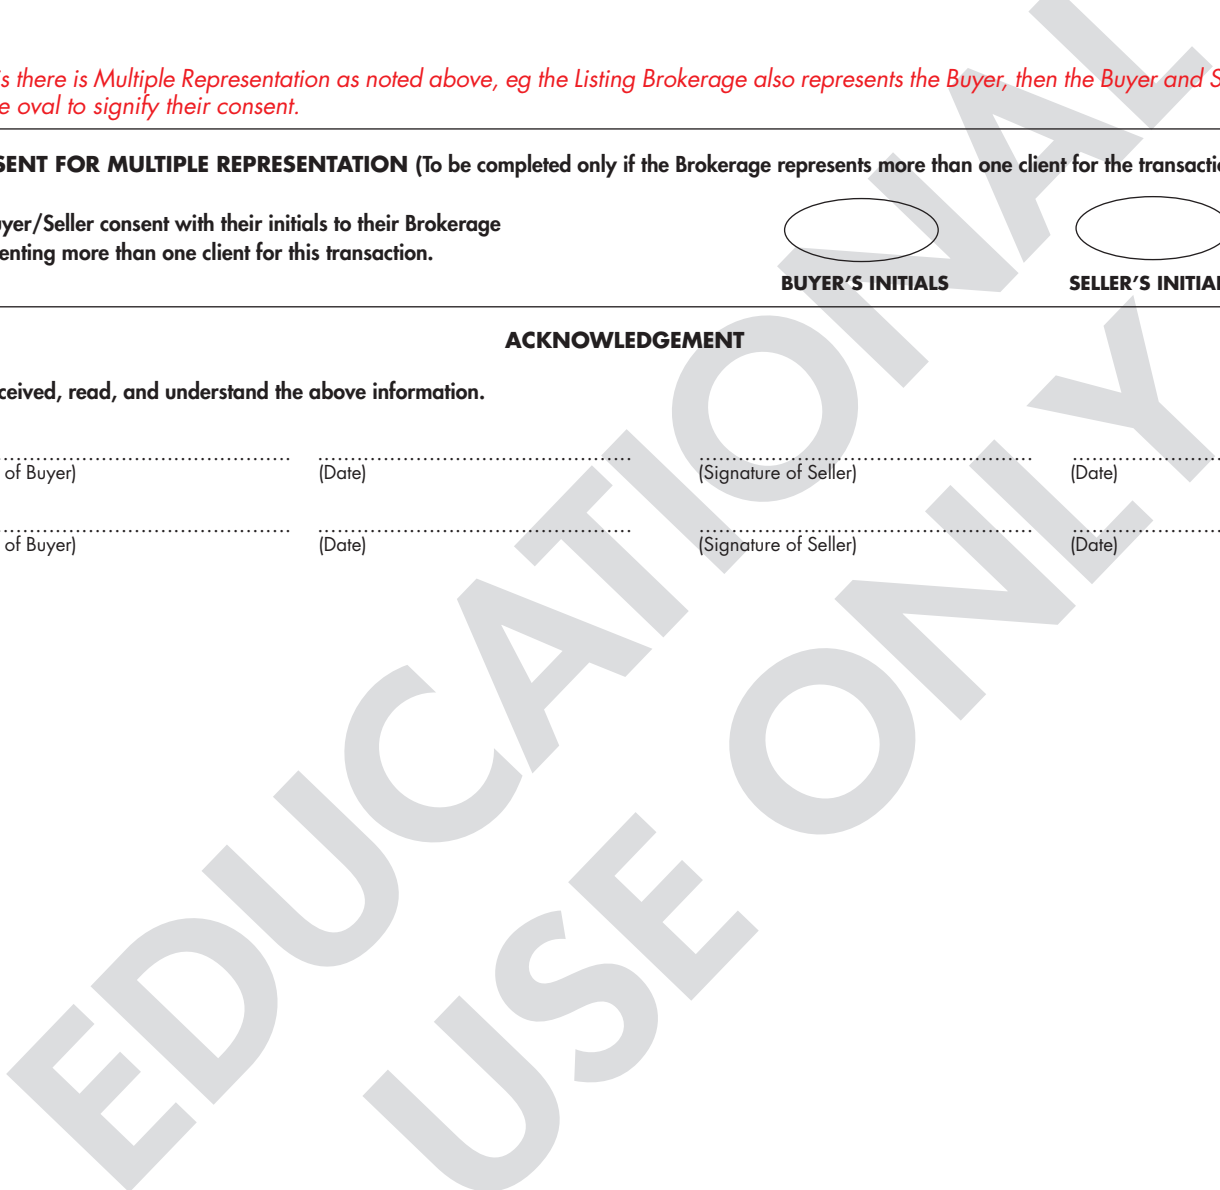 s there is Multiple Representation as noted above, eg the Listing Brokerage also represents the Buyer, then the Buyer and S
e oval to signify their consent.
SENT FOR MULTIPLE REPRESENTATION (To be completed only if the Brokerage represents more than one client for the transactio
uyer/Seller consent with their initials to their Brokerage
enting more than one client for this transaction.
BUYER'S INITIALS SELLER'S INITIAL
ACKNOWLEDGEMENT
ceived, read, and understand the above information.
of Buyer) (Date) (Signature of Seller) (Date)
of Buyer) (Date) (Signature of Seller) (Date)
EDUCATIONAL
USE ONLY